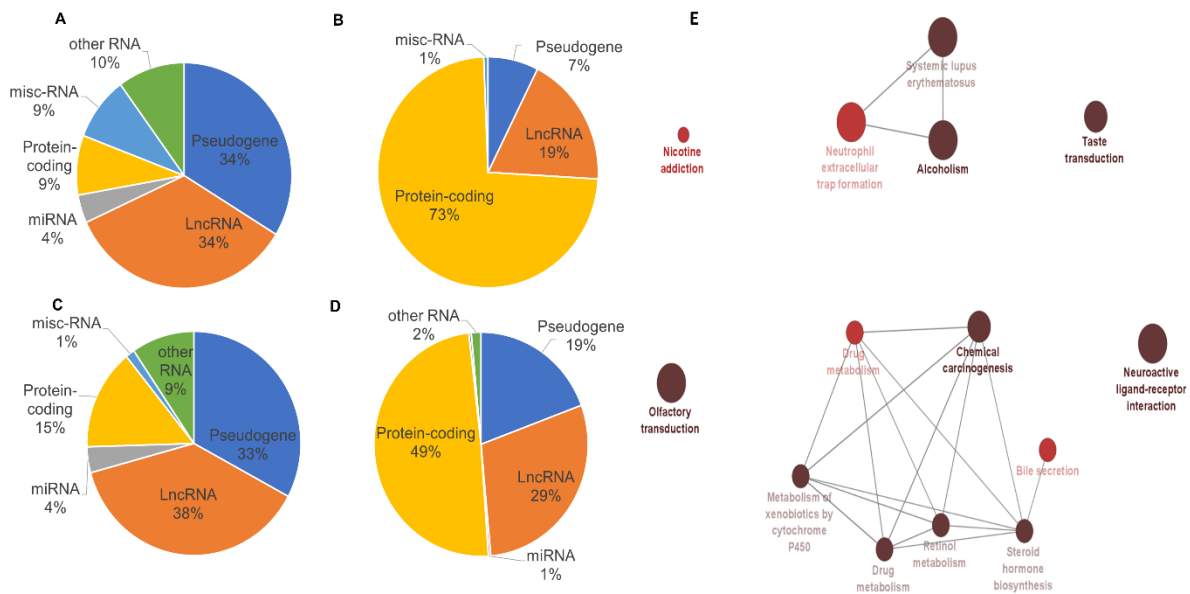 A
other RNA
10%
misc-RNA
9%
Protein-
coding
9%
miRNA
4%
Pseudogene
34%
LncRNA
34%
B
misc-RNA
1%
Pseudogene
7%
LncRNA
19%
Protein-coding
73%
C
misc-RNA
1%
other
RNA
9%
Protein-
coding
15%
Pseudogene
33%
miRNA
4%
LncRNA
38%
D
other RNA
2%
Pseudogene
19%
Protein-coding
49%
LncRNA
29%
miRNA
1%
E
Systemic lupus
erythematosus
Nicotine
addiction
Neutrophil
extracellular
trap formation
Alcoholism
Taste
transduction
Drug
metabolism
Chemical
carcinogenesis
Neuroactive
ligand-receptor
interaction
Olfactory
transduction
Bile secretion
Metabolism of
xenobiotics by
cytochrome
P450
Drug
metabolism
Retinol
metabolism
Steroid
hormone
biosynthesis